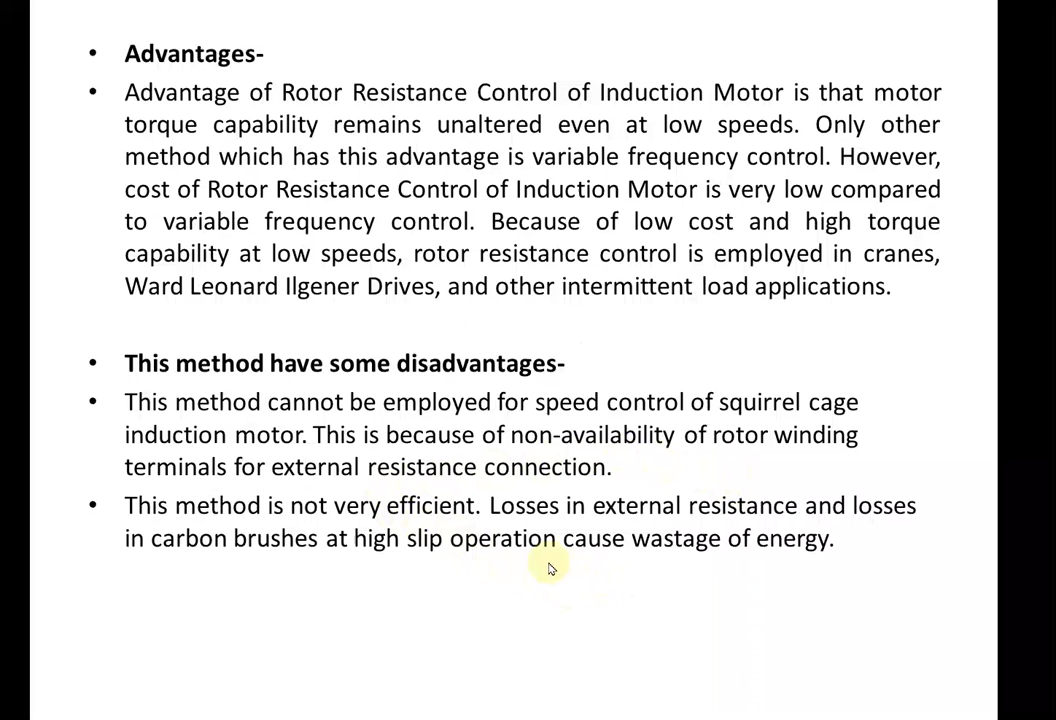 • Advantages-
• Advantage of Rotor Resistance Control of Induction Motor is that motor
torque capability remains unaltered even at low speeds. Only other
method which has this advantage is variable frequency control. However,
cost of Rotor Resistance Control of Induction Motor is very low compared
to variable frequency control. Because of low cost and high torque
capability at low speeds, rotor resistance control is employed in cranes,
Ward Leonard Ilgener Drives, and other intermittent load applications.
• This method have some disadvantages-
• This method cannot be employed for speed control of squirrel cage
induction motor. This is because of non-availability of rotor winding
terminals for external resistance connection.
• This method is not very efficient. Losses in external resistance and losses
in carbon brushes at high slip operation cause wastage of energy.